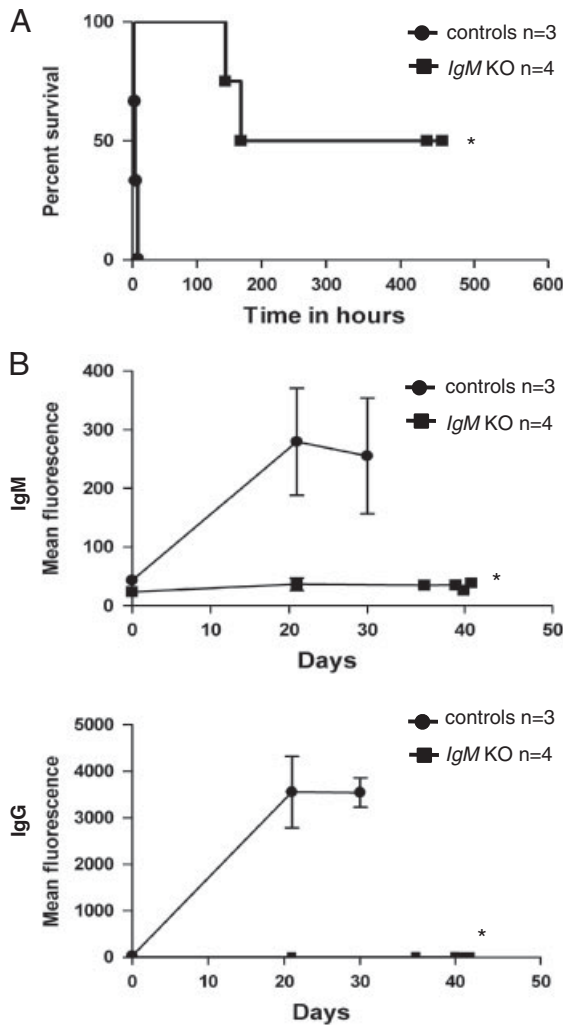 A
controls n=3
IgM KO n=4
Percent survival
100
50
0
*
0 100 200 300 400 500 600
Time in hours
B
controls n=3
IgM KO n=4
IgM
Mean fluorescence
400
300
200
100
0
*
0 10 20 30 40 50
Days
controls n=3
IgM KO n=4
IgG
Mean fluorescence
5000
4000
3000
2000
1000
0
*
0 10 20 30 40 50
Days